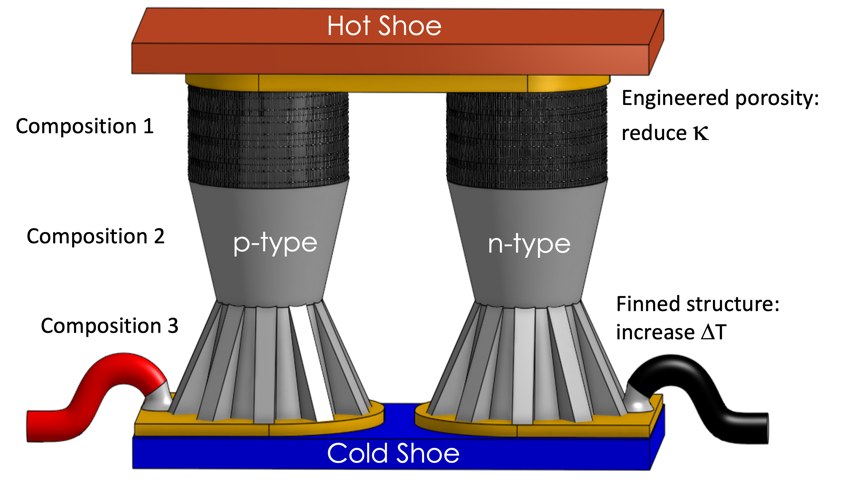 Hot Shoe
Composition 1
Engineered porosity:
reduce κ
Composition 2
p-type
n-type
Composition 3
Finned structure:
increase ΔT
Cold Shoe